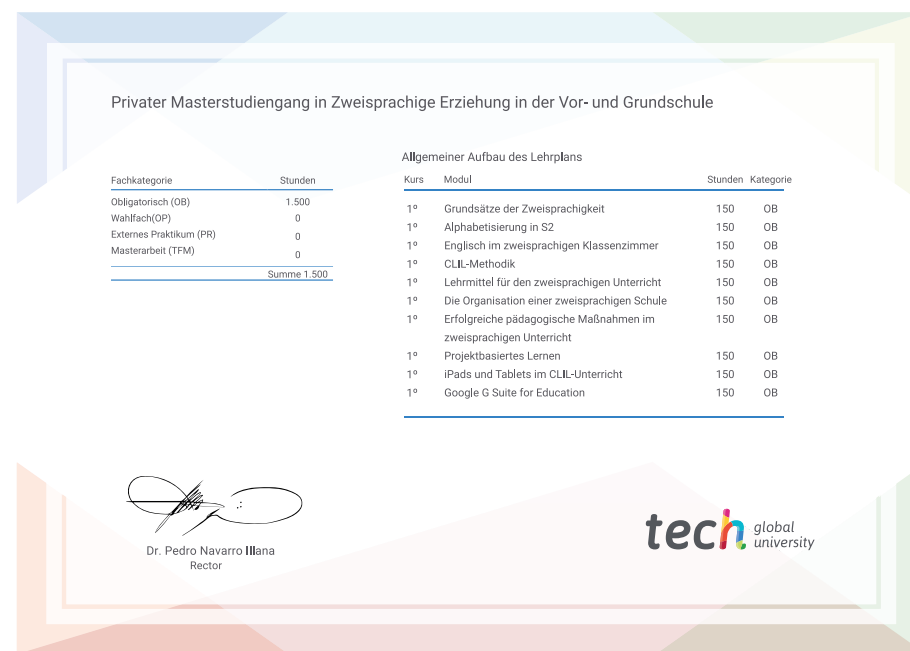 Privater Masterstudiengang in Zweisprachige Erziehung in der Vor- und Grundschule
Fachkategorie Stunden
Obligatorisch (OB) 1.500
Wahlfach(OP) 0
Externes Praktikum (PR) 0
Masterarbeit (TFM) 0
Summe 1.500
Allgemeiner Aufbau des Lehrplans
Kurs Modul Stunden Kategorie
1º Grundsätze der Zweisprachigkeit 150 OB
1º Alphabetisierung in S2 150 OB
1º Englisch im zweisprachigen Klassenzimmer 150 OB
1º CLIL-Methodik 150 OB
1º Lehrmittel für den zweisprachigen Unterricht 150 OB
1º Die Organisation einer zweisprachigen Schule 150 OB
1º Erfolgreiche pädagogische Maßnahmen im 150 OB
zweisprachigen Unterricht
1º Projektbasiertes Lernen 150 OB
1º iPads und Tablets im CLIL-Unterricht 150 OB
1º Google G Suite for Education 150 OB
Dr. Pedro Navarro Illana
Rector
tech global
university